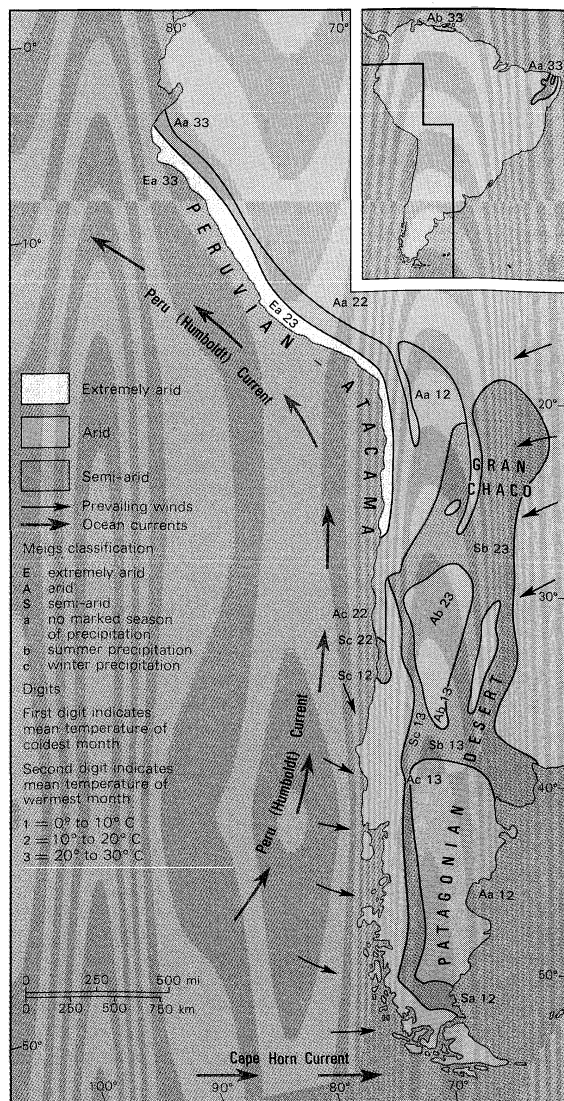 80°
70°
0°
Ab 33
Aa 33
Aa 33
Ea 33
10°
PERUVIAN - ATACAMA
Peru (Humboldt) Current
Ea 23
Aa 22
Extremely arid
Arid
Semi-arid
Prevailing winds
Ocean currents
Meigs classification
E extremely arid
A arid
S semi-arid
a no marked season
of precipitation
b summer precipitation
c winter precipitation
Digits
First digit indicates
mean temperature of
coldest month
Second digit indicates
mean temperature of
warmest month
1 = 0° to 10° C
2 = 10° to 20° C
3 = 20° to 30° C
Aa 12
20°
GRAN
CHACO
Sb 23
30°
Ac 22
Ab 23
Sc 22
Sc 12
Ab 13
Sc 13
Sb 13
Ac 13
40°
PATAGONIAN DESERT
Peru (Humboldt) Current
Aa 12
Sa 12
50°
0 250 500 mi
0 250 500 750 km
50°
Cape Horn Current
100°
90°
80°
70°